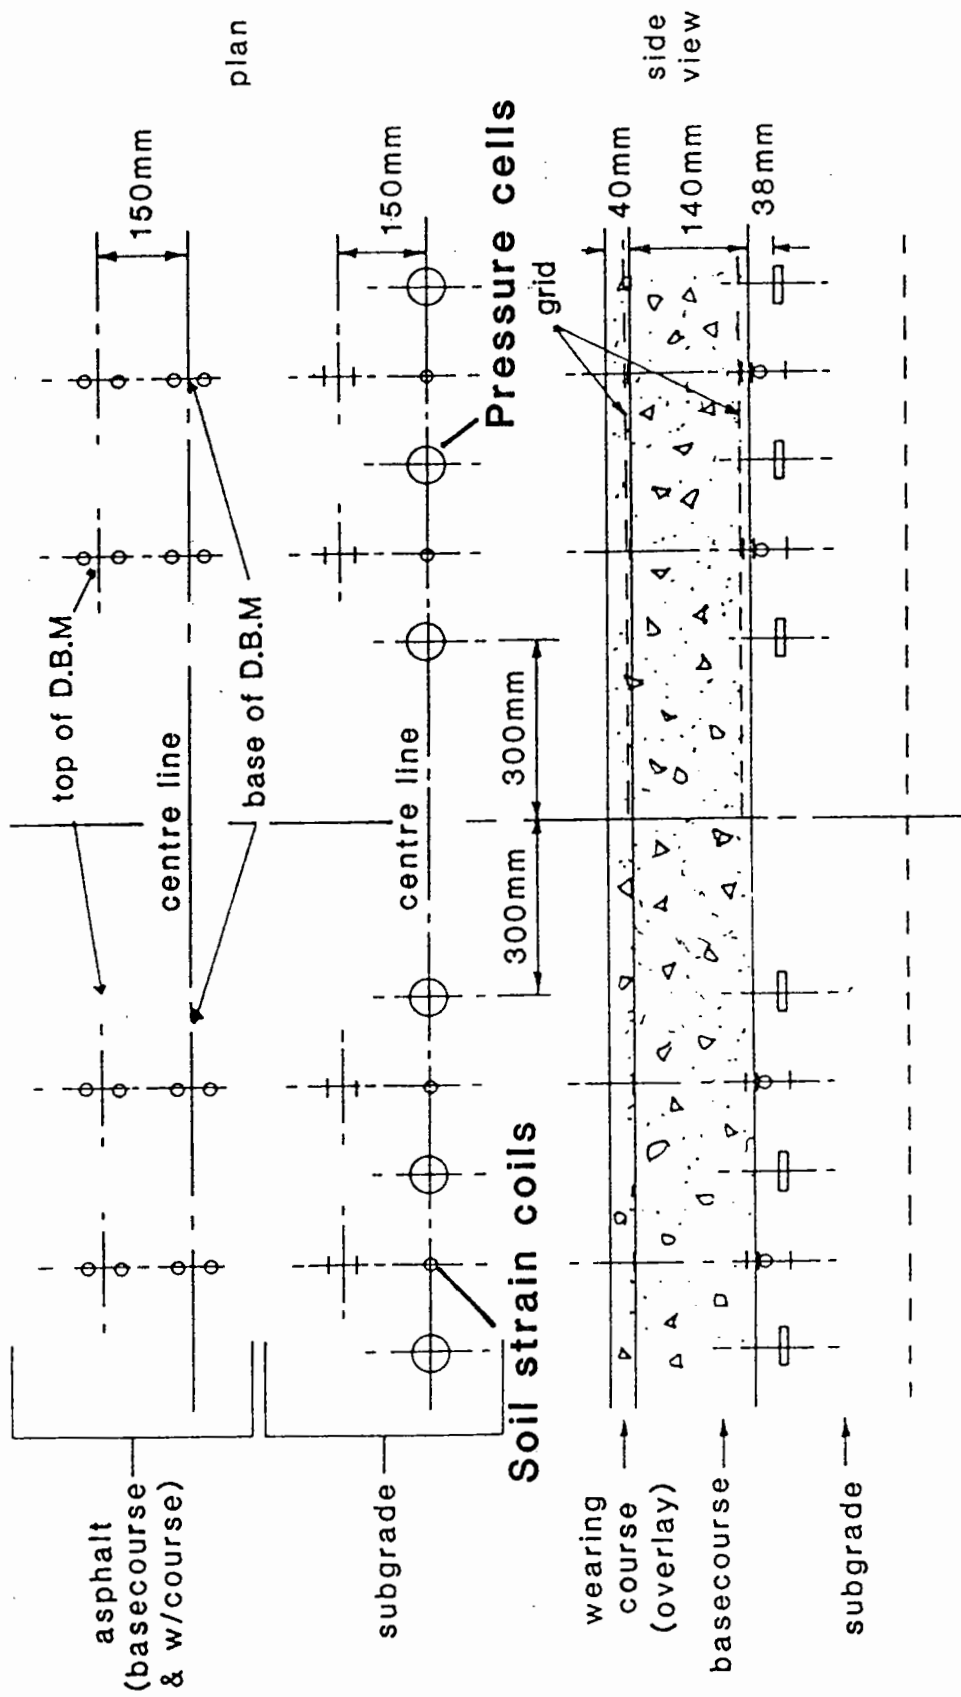 asphalt
(basecourse
& w/course)
top of D.B.M
centre line
base of D.B.M
150mm
plan
subgrade
centre line
150mm
Soil strain coils
Pressure cells
300mm
300mm
grid
wearing
course
(overlay)
basecourse
subgrade
40mm
140mm
38mm
side
view